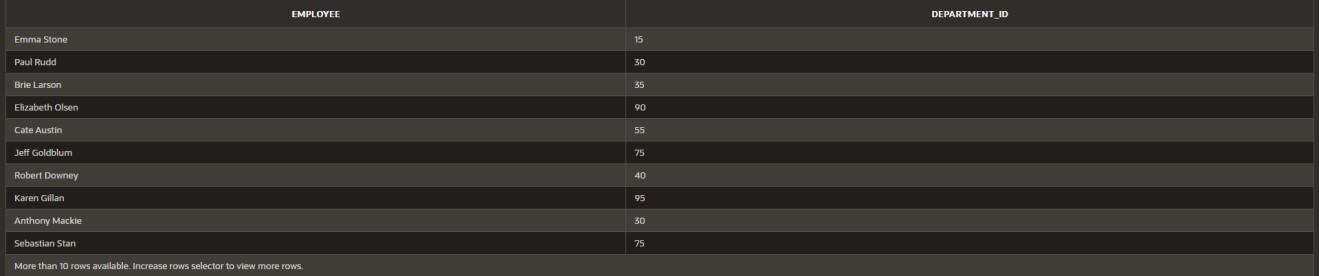 EMPLOYEE DEPARTMENT_ID
Emma Stone 15
Paul Rudd 30
Brie Larson 35
Elizabeth Olsen 90
Cate Austin 55
Jeff Goldblum 75
Robert Downey 40
Karen Gillan 95
Anthony Mackie 30
Sebastian Stan 75
More than 10 rows available. Increase rows selector to view more rows.